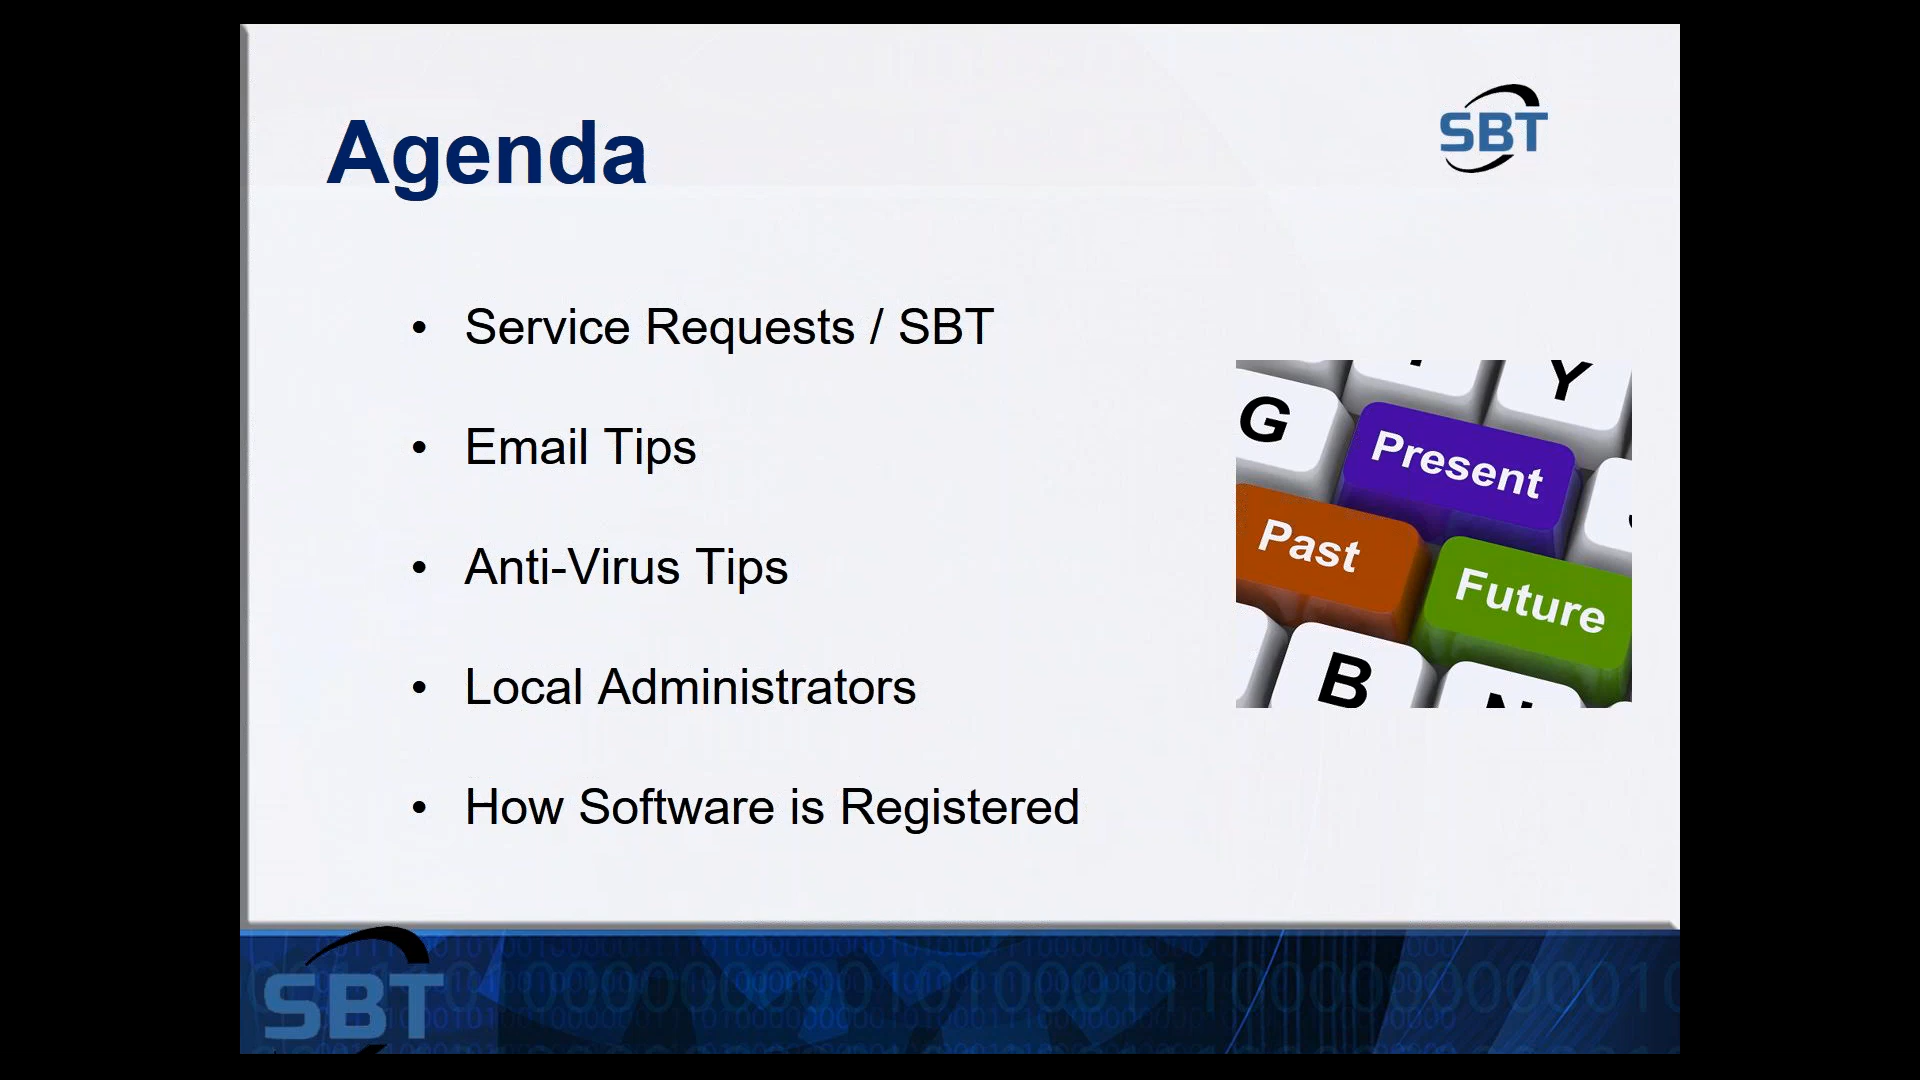 Agenda
SBT
• Service Requests / SBT
• Email Tips
• Anti-Virus Tips
• Local Administrators
• How Software is Registered
Y
G
Present
Past
Future
B
N
SBT